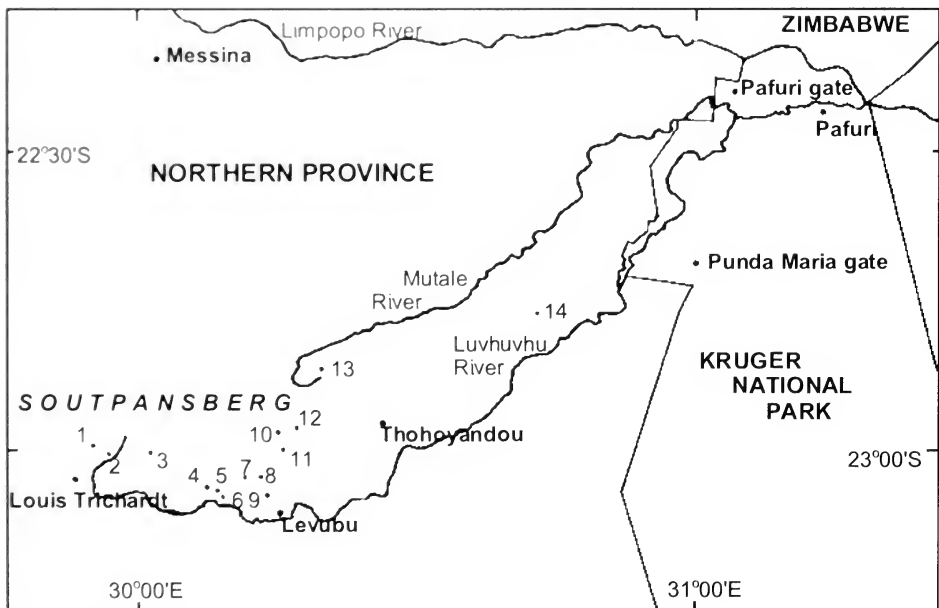 ZIMBABWE
Limpopo River
Messina
Pafuri gate
Pafuri
22°30'S
NORTHERN PROVINCE
Punda Maria gate
Mutale
River
14
Luvhuvhu
River
13
KRUGER
NATIONAL
PARK
SOUTPANSBERG
12
10
1
2
3
11
Thohoyandou
23°00'S
4
5
7
8
6
9
Louis Trichardt
Levubu
30°00'E
31°00'E